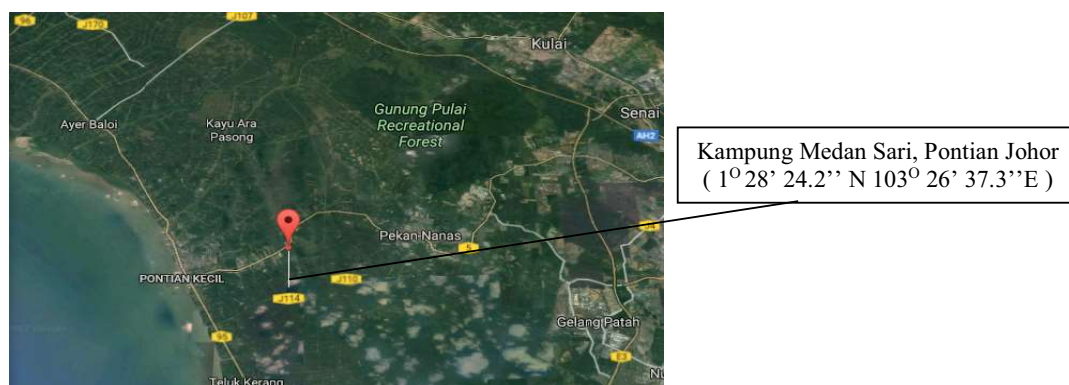 96
J170
J107
Kulai
Gunung Pulai
Recreational
Forest
Senai
Ayer Baloi
Kayu Ara
Pasong
AH2
Kampung Medan Sari, Pontian Johor
( 1O 28’ 24.2’’ N 103O 26’ 37.3’’E )
Pekan Nanas
5
J4
PONTIAN KECIL
J110
J114
Gelang Patah
95
E3
Teluk Kerang